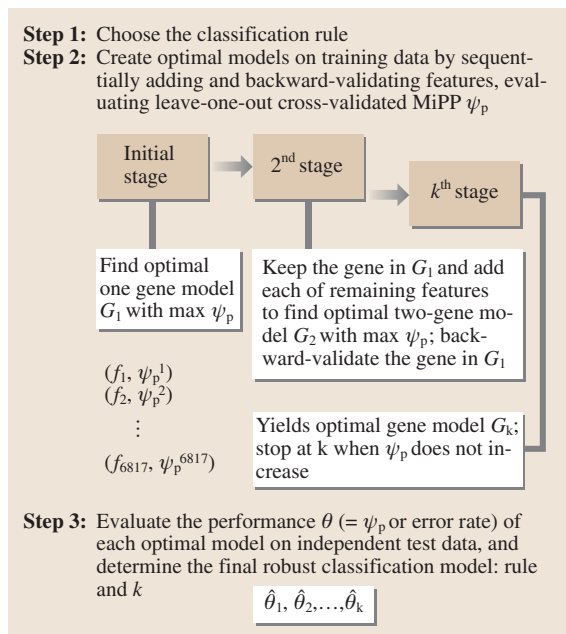 Step 1: Choose the classification rule
Step 2: Create optimal models on training data by sequent-
tially adding and backward-validating features, eval-
uating leave-one-out cross-validated MiPP ψp
Initial
stage
2nd stage
kth stage
Find optimal
one gene model
G1 with max ψp
Keep the gene in G1 and add
each of remaining features
to find optimal two-gene mo-
del G2 with max ψp; back-
ward-validate the gene in G1
(f1, ψp1)
(f2, ψp2)
⋮
(f6817, ψp6817)
Yields optimal gene model Gk;
stop at k when ψp does not in-
crease
Step 3: Evaluate the performance θ (= ψp or error rate) of
each optimal model on independent test data, and
determine the final robust classification model: rule
and k
θ̂1, θ̂2,...,θ̂k